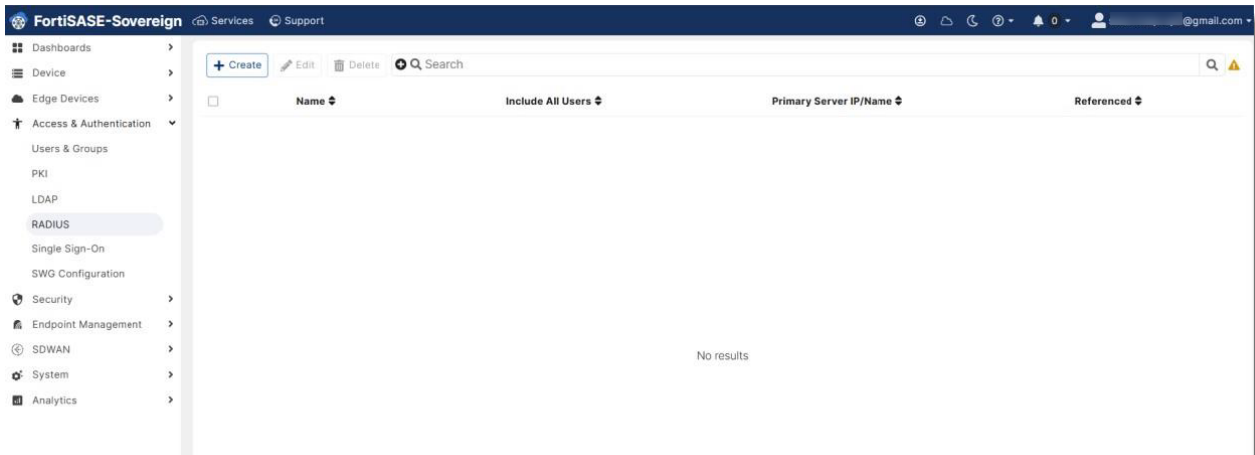 FortiSASE-Sovereign Services Support 0 @gmail.com
Dashboards
Device
Edge Devices
Access & Authentication
Users & Groups
PKI
LDAP
RADIUS
Single Sign-On
SWG Configuration
Security
Endpoint Management
SDWAN
System
Analytics
+ Create Edit Delete Search
Name Include All Users Primary Server IP/Name Referenced
No results